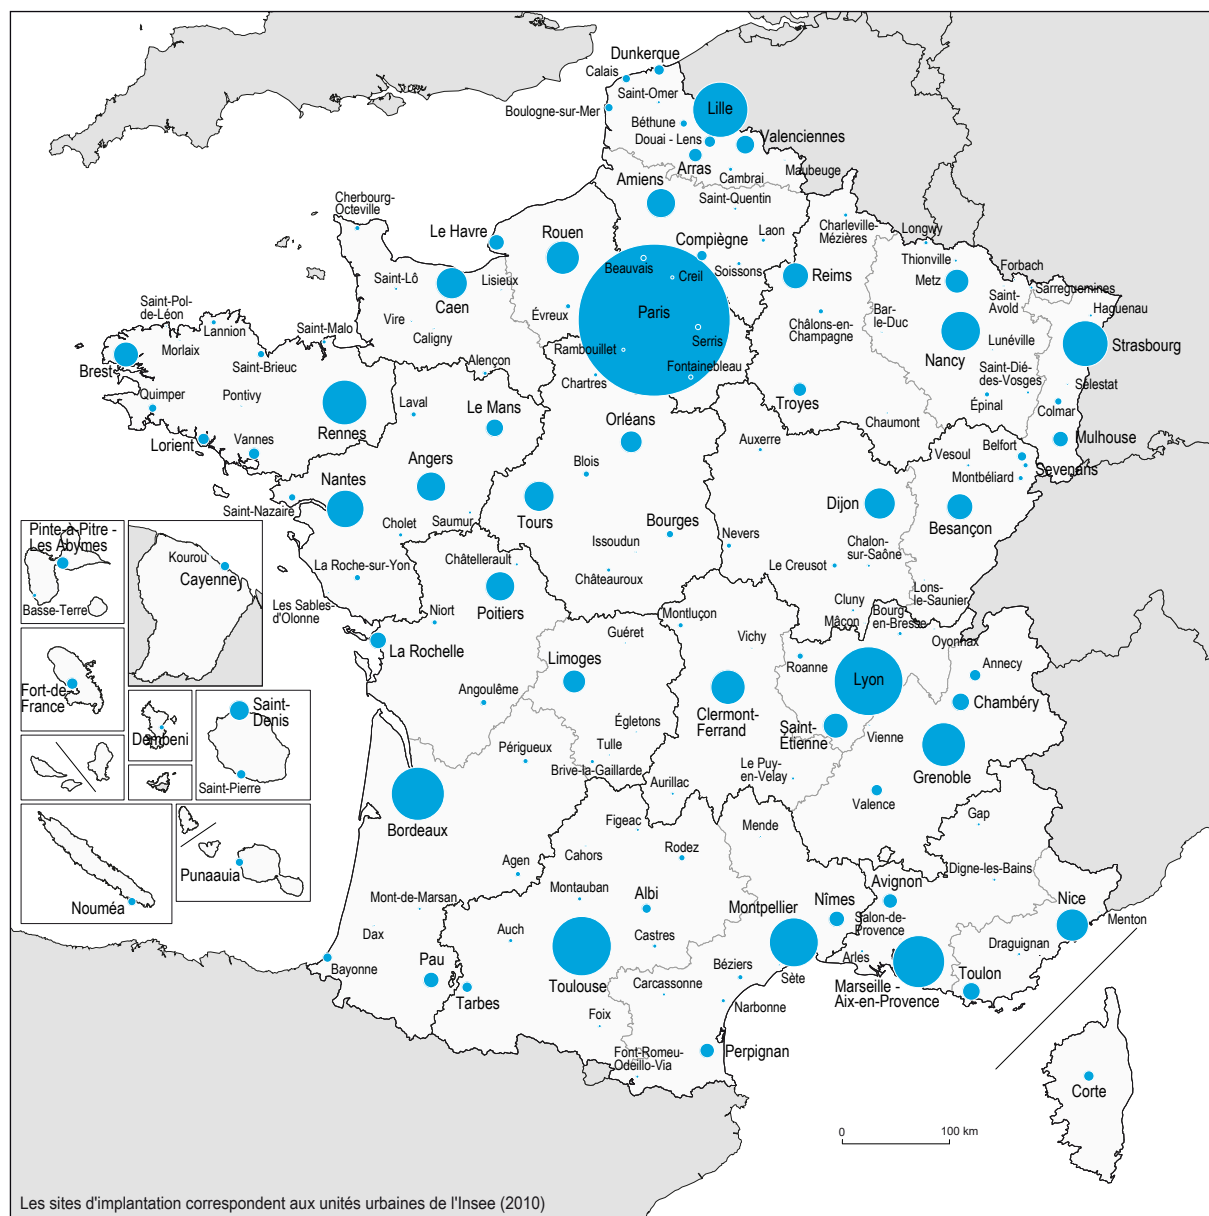 Dunkerque
Calais
Saint-Omer
Boulogne-sur-Mer
Lille
Béthune
Douai - Lens
Valenciennes
Arras
Cambrai
Maubeuge
Amiens
Saint-Quentin
Cherbourg-
Octeville
Le Havre
Rouen
Compiègne
Laon
Charleville-
Mézières
Longwy
Thionville
Forbach
Beauvais
Creil
Soissons
Reims
Metz
Saint-
Avold
Sarreguemines
Haguenau
Saint-Lô
Caen
Lisieux
Évreux
Paris
Serris
Châlons-en-
Champagne
Bar-
le-Duc
Nancy
Lunéville
Strasbourg
Saint-Pol-
de-Léon
Lannion
Morlaix
Saint-Malo
Saint-Brieuc
Vire
Caligny
Alençon
Rambouillet
Fontainebleau
Chartres
Brest
Quimper
Pontivy
Rennes
Laval
Le Mans
Orléans
Troyes
Chaumont
Saint-Dié-
des-Vosges
Épinal
Sélestat
Colmar
Mulhouse
Lorient
Vannes
Angers
Blois
Auxerre
Vesoul
Belfort
Sevenans
Montbéliard
Nantes
Saint-Nazaire
Cholet
Saumur
Tours
Bourges
Issoudun
Nevers
Dijon
Besançon
Chalon-
sur-Saône
Le Creusot
Pinte-à-Pitre -
Les Abymes
Basse-Terre
Kourou
Cayenne
La Roche-sur-Yon
Châtellerault
Châteauroux
Les Sables-
d'Olonne
Niort
Poitiers
Montluçon
Cluny
Mâcon
Bourg-
en-Bresse
Lons-
le-Saunier
Oyonnax
La Rochelle
Guéret
Vichy
Roanne
Lyon
Annecy
Chambéry
Fort-de-
France
Dembeni
Saint-
Denis
Saint-Pierre
Angoulême
Limoges
Clermont-
Ferrand
Saint-
Étienne
Vienne
Grenoble
Égletons
Tulle
Périgueux
Brive-la-Gaillarde
Aurillac
Le Puy-
en-Velay
Valence
Bordeaux
Figeac
Mende
Gap
Nouméa
Punaauia
Agen
Cahors
Rodez
Digne-les-Bains
Mont-de-Marsan
Montauban
Albi
Montpellier
Nîmes
Avignon
Salon-de-
Provence
Nice
Menton
Dax
Auch
Castres
Draguignan
Bayonne
Pau
Tarbes
Toulouse
Carcassonne
Béziers
Sète
Arles
Marseille -
Aix-en-Provence
Toulon
Foix
Narbonne
Font-Romeu-
Odeillo-Via
Perpignan
Corte
0
100 km
Les sites d'implantation correspondent aux unités urbaines de l'Insee (2010)